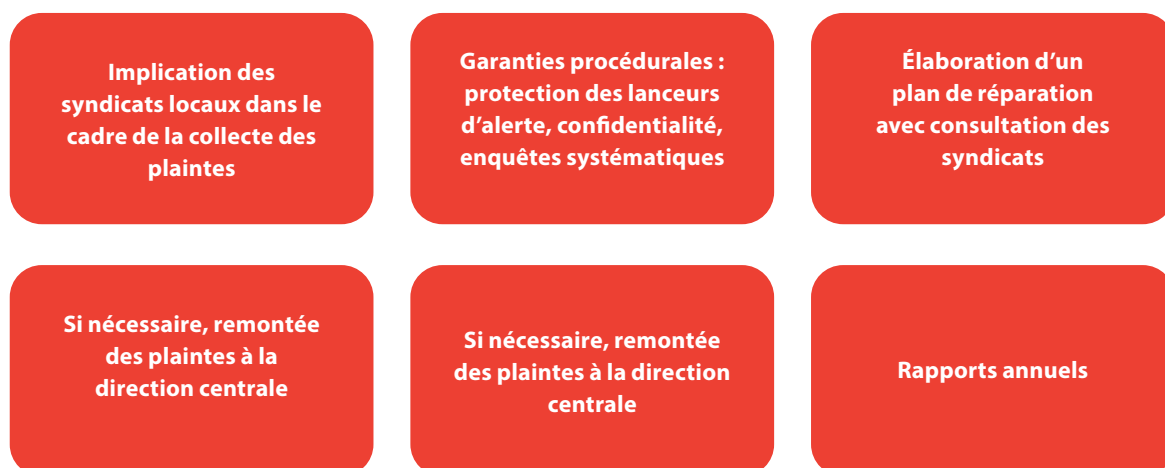 Implication des
syndicats locaux dans le
cadre de la collecte des
plaintes
Garanties procédurales :
protection des lanceurs
d’alerte, confidentialité,
enquêtes systématiques
Élaboration d’un
plan de réparation
avec consultation des
syndicats
Si nécessaire, remontée
des plaintes à la
direction centrale
Si nécessaire, remontée
des plaintes à la direction
centrale
Rapports annuels